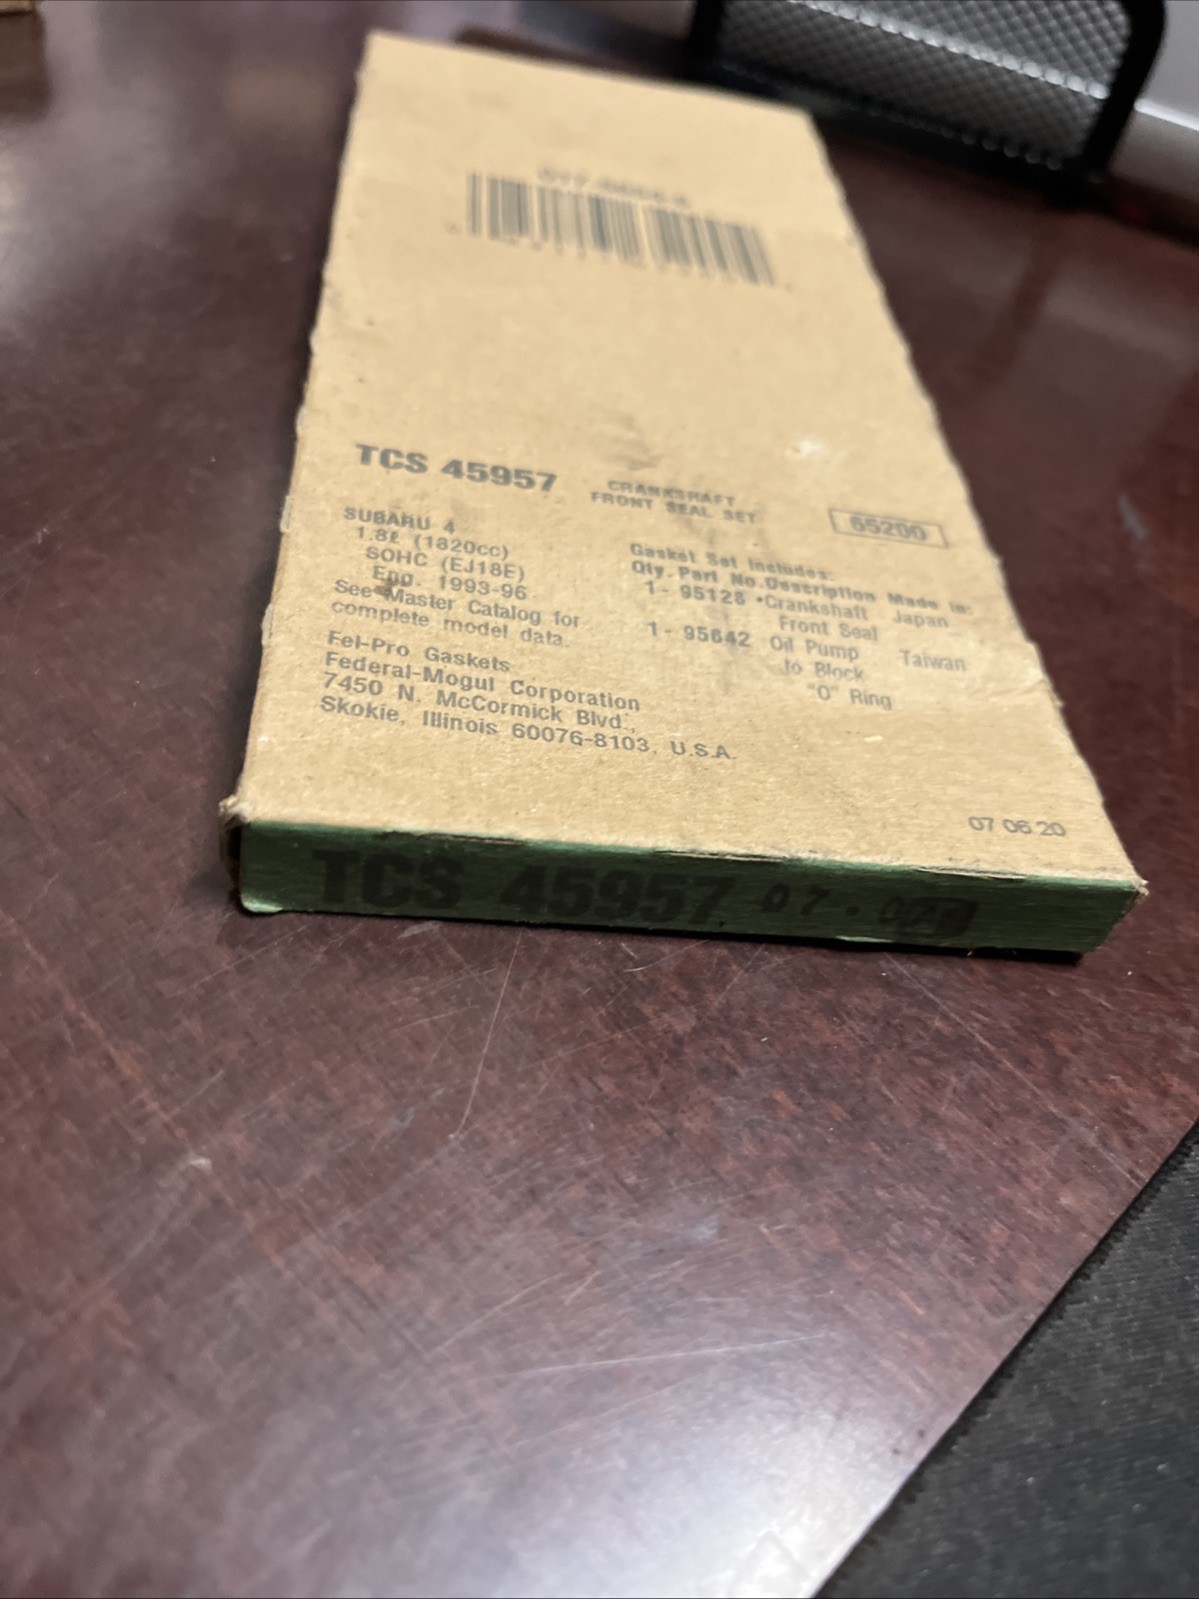 TCS 45957
CRANKSHAFT
FRONT SEAL SET
65200
SUBARU 4
1.8ℓ (1820cc)
SOHC (EJ18E)
Eng. 1993-96
See Master Catalog for
complete model data.
Fel-Pro Gaskets
Federal-Mogul Corporation
7450 N. McCormick Blvd.,
Skokie, Illinois 60076-8103, U.S.A.
Gasket Set Includes:
Qty. Part No. Description Made in:
1 - 95128 •Crankshaft Japan
Front Seal
1 - 95642 Oil Pump Taiwan
to Block
"O" Ring
07 06 20
TCS 45957 07